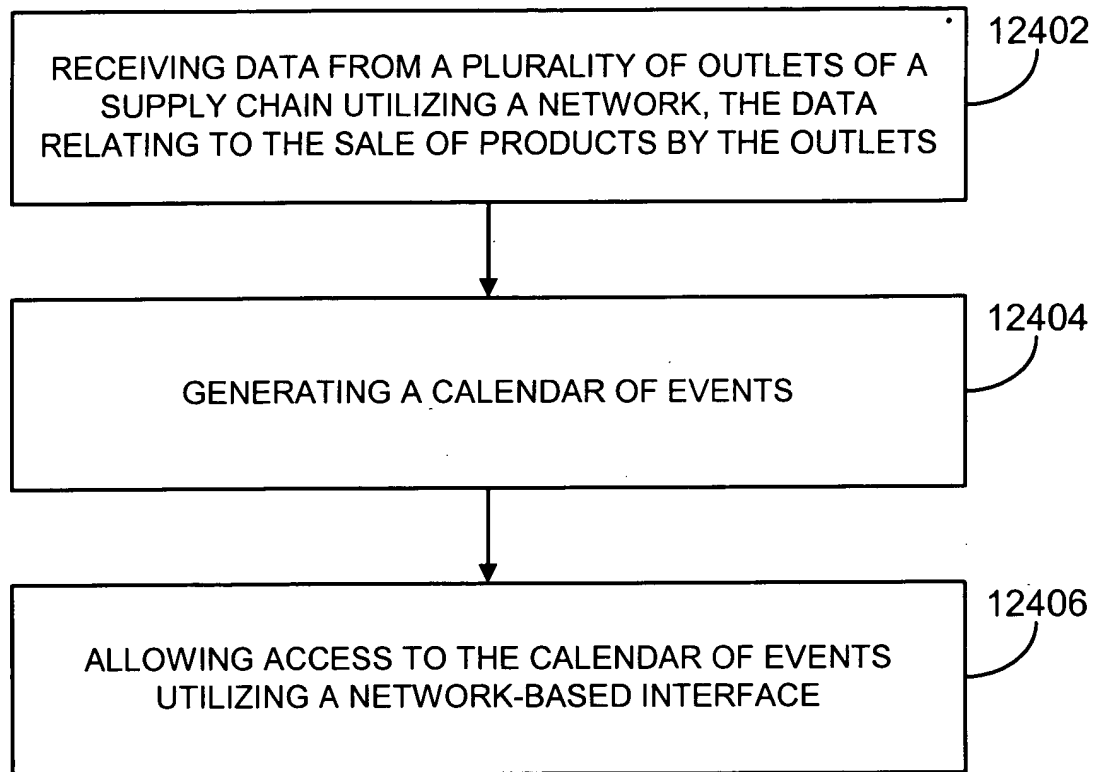 12402
RECEIVING DATA FROM A PLURALITY OF OUTLETS OF A
SUPPLY CHAIN UTILIZING A NETWORK, THE DATA
RELATING TO THE SALE OF PRODUCTS BY THE OUTLETS
12404
GENERATING A CALENDAR OF EVENTS
12406
ALLOWING ACCESS TO THE CALENDAR OF EVENTS
UTILIZING A NETWORK-BASED INTERFACE